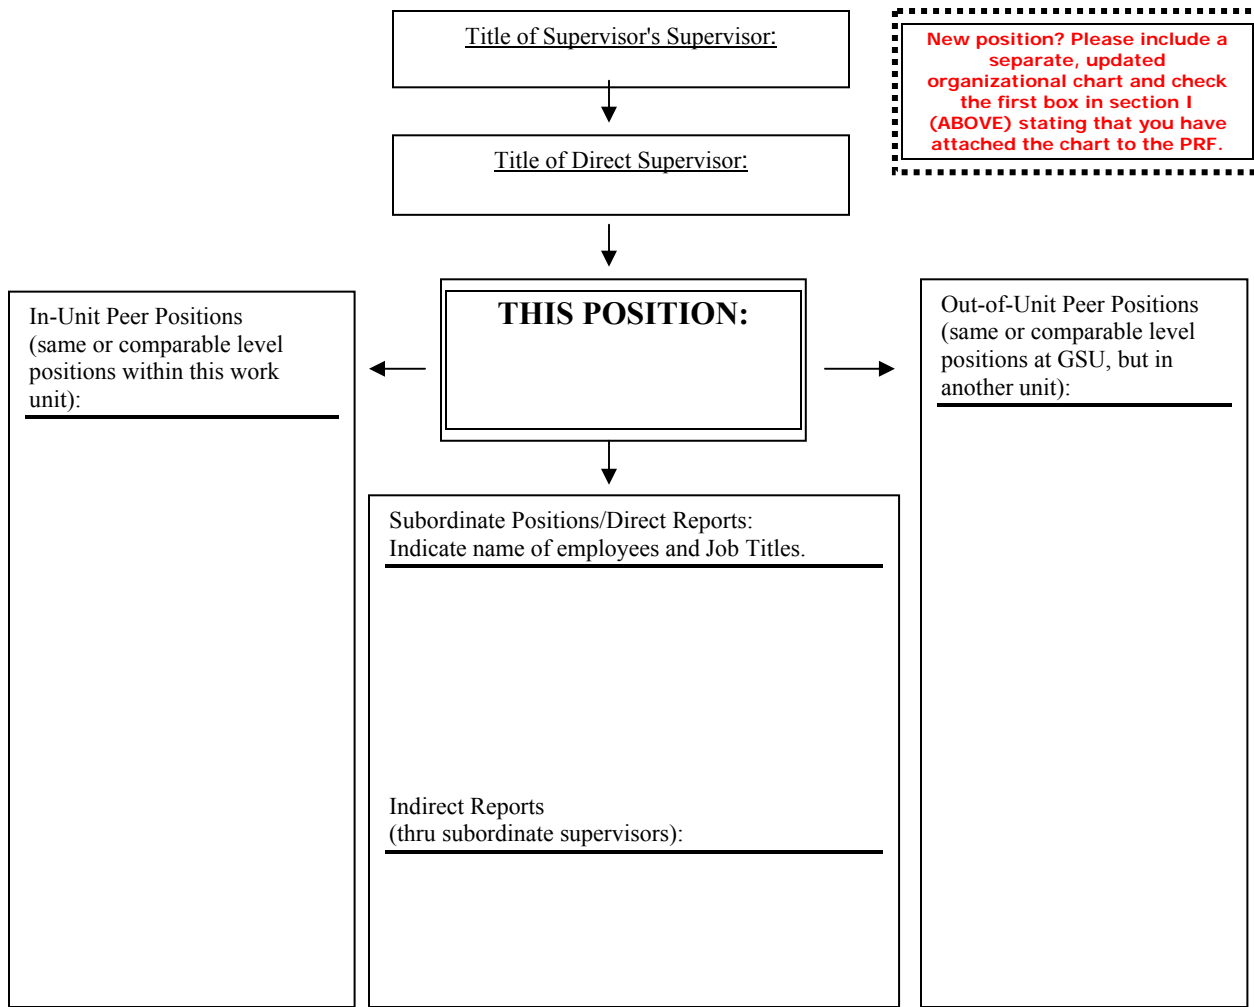 Title of Supervisor's Supervisor:
New position? Please include a
separate, updated
organizational chart and check
the first box in section I
(ABOVE) stating that you have
attached the chart to the PRF.
Title of Direct Supervisor:
In-Unit Peer Positions
(same or comparable level
positions within this work
unit):
THIS POSITION:
Out-of-Unit Peer Positions
(same or comparable level
positions at GSU, but in
another unit):
Subordinate Positions/Direct Reports:
Indicate name of employees and Job Titles.
Indirect Reports
(thru subordinate supervisors):